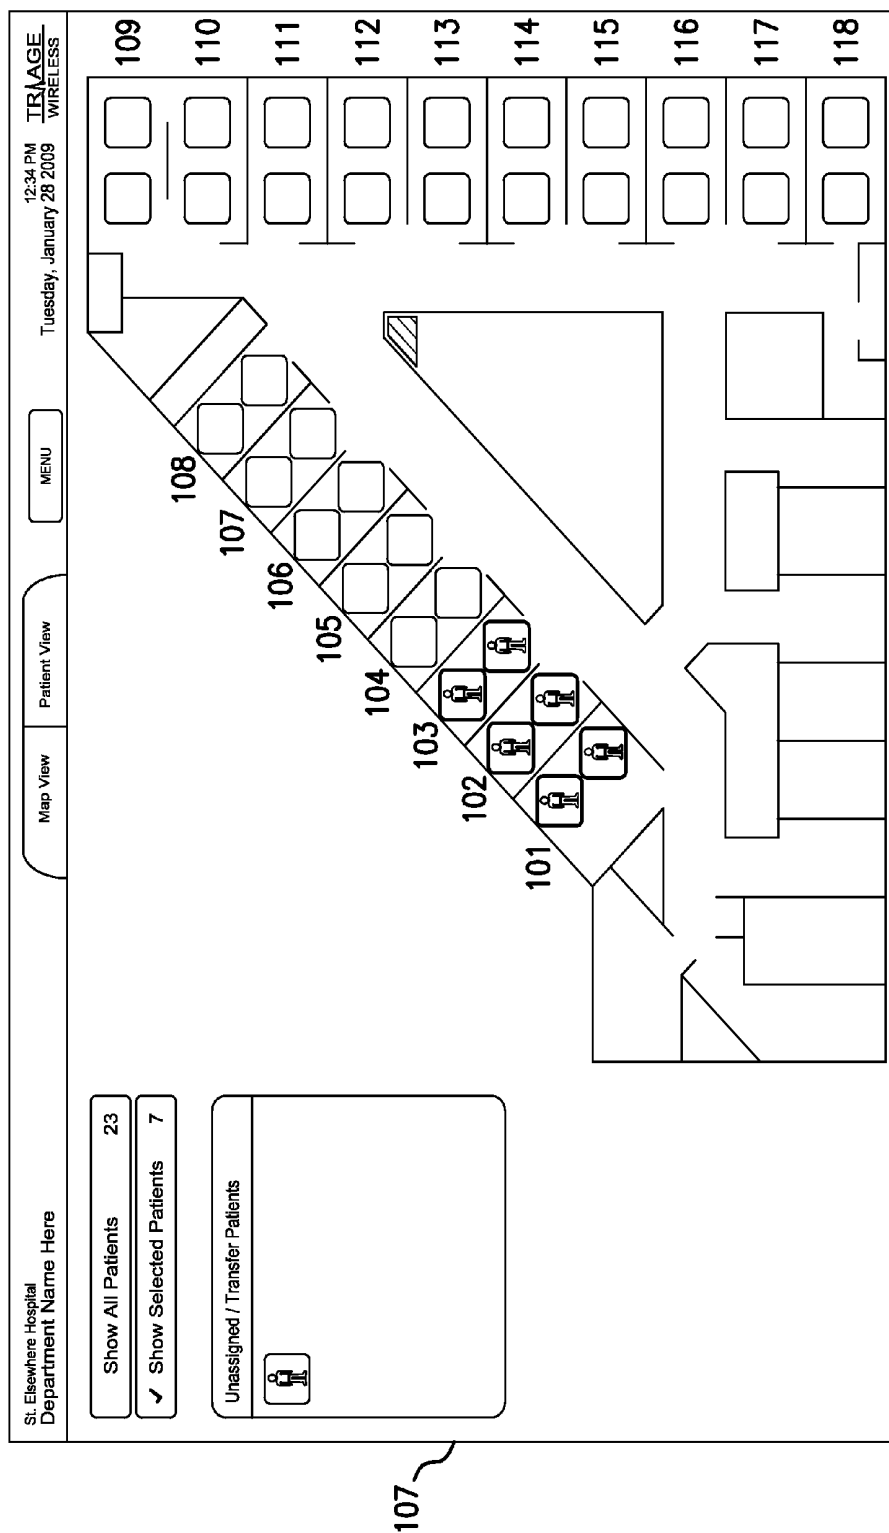 St. Elsewhere Hospital
Department Name Here
Map View
Patient View
MENU
12:34 PM
Tuesday, January 28 2009
TRIAGE
WIRELESS
Show All Patients 23
✓ Show Selected Patients 7
Unassigned / Transfer Patients
101
102
103
104
105
106
107
108
109
110
111
112
113
114
115
116
117
118
107